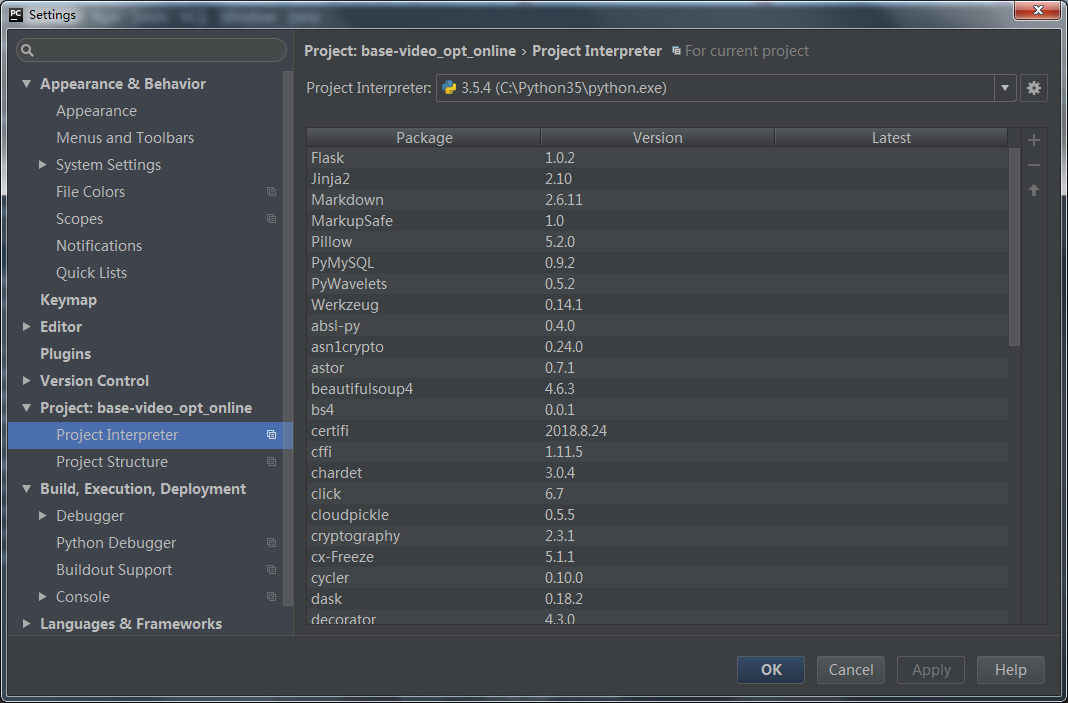 PC Settings
Project: base-video_opt_online › Project Interpreter For current project
Appearance & Behavior
Appearance
Menus and Toolbars
System Settings
File Colors
Scopes
Notifications
Quick Lists
Keymap
Editor
Plugins
Version Control
Project: base-video_opt_online
Project Interpreter
Project Structure
Build, Execution, Deployment
Debugger
Python Debugger
Buildout Support
Console
Languages & Frameworks
Project Interpreter: 3.5.4 (C:\Python35\python.exe)
Package Version Latest
Flask 1.0.2
Jinja2 2.10
Markdown 2.6.11
MarkupSafe 1.0
Pillow 5.2.0
PyMySQL 0.9.2
PyWavelets 0.5.2
Werkzeug 0.14.1
absl-py 0.4.0
asn1crypto 0.24.0
astor 0.7.1
beautifulsoup4 4.6.3
bs4 0.0.1
certifi 2018.8.24
cffi 1.11.5
chardet 3.0.4
click 6.7
cloudpickle 0.5.5
cryptography 2.3.1
cx-Freeze 5.1.1
cycler 0.10.0
dask 0.18.2
decorator 4.3.0
OK Cancel Apply Help